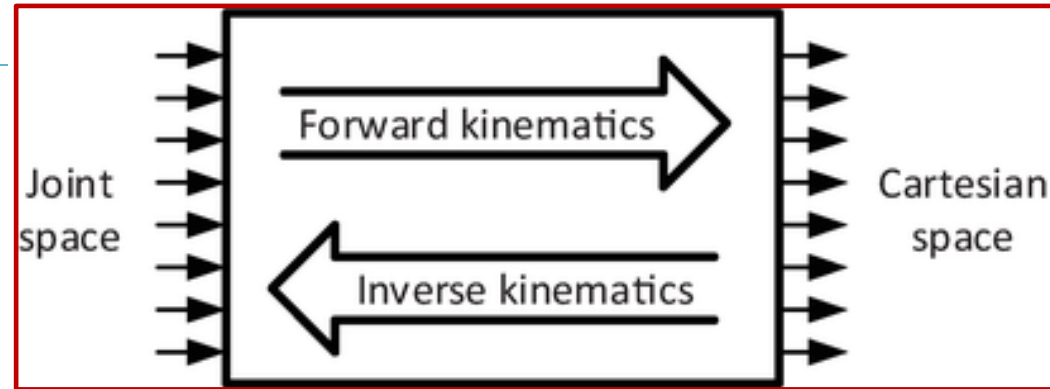 Forward kinematics
Joint
space
Cartesian
space
Inverse kinematics